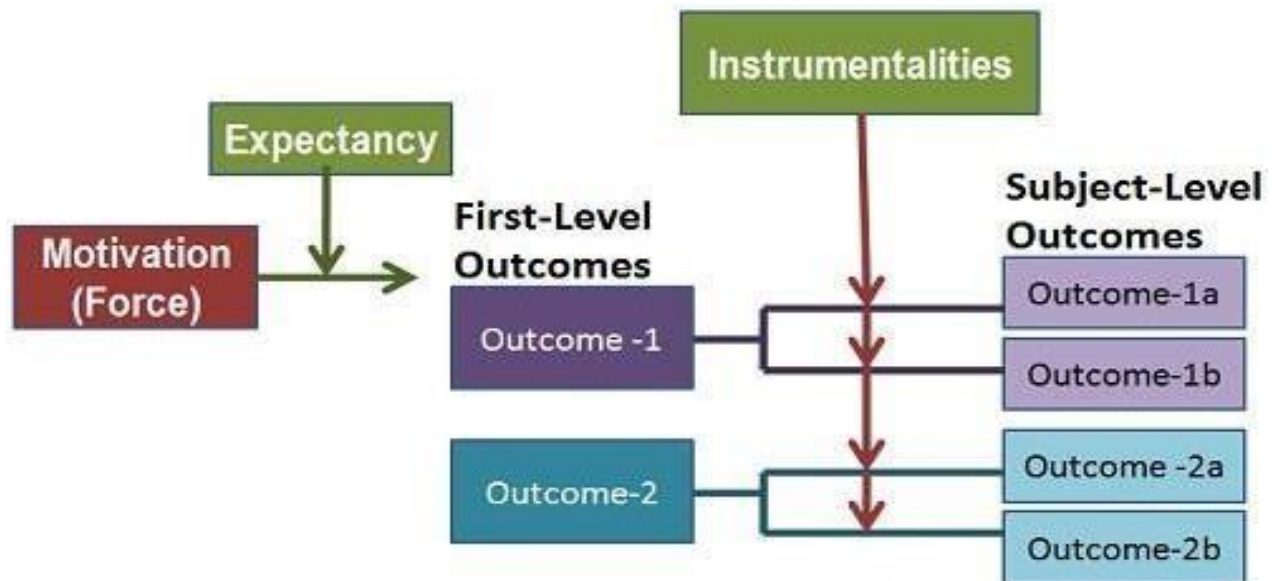 Instrumentalities
Expectancy
Motivation
(Force)
First-Level
Outcomes
Subject-Level
Outcomes
Outcome -1
Outcome-1a
Outcome-1b
Outcome-2
Outcome -2a
Outcome-2b